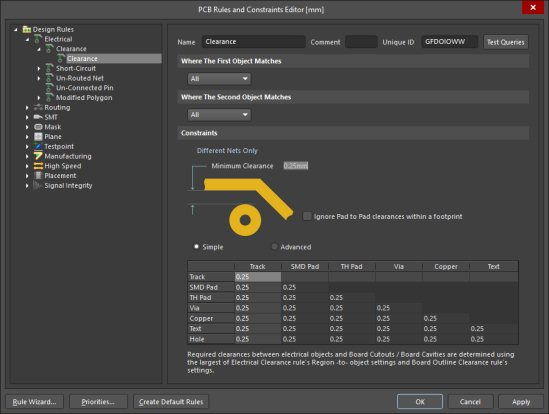 PCB Rules and Constraints Editor [mm]
Design Rules
Electrical
Clearance
Clearance
Short-Circuit
Un-Routed Net
Un-Connected Pin
Modified Polygon
Routing
SMT
Mask
Plane
Testpoint
Manufacturing
High Speed
Placement
Signal Integrity
Name Clearance Comment Unique ID GFDOIOWW Test Queries
Where The First Object Matches
All
Where The Second Object Matches
All
Constraints
Different Nets Only
Minimum Clearance 0.25mm
Ignore Pad to Pad clearances within a footprint
Simple Advanced
Track SMD Pad TH Pad Via Copper Text
Track 0.25
SMD Pad 0.25 0.25
TH Pad 0.25 0.25 0.25
Via 0.25 0.25 0.25 0.25
Copper 0.25 0.25 0.25 0.25 0.25
Text 0.25 0.25 0.25 0.25 0.25 0.25
Hole 0.25 0.25 0.25 0.25 0.25 0.25
Required clearances between electrical objects and Board Cutouts / Board Cavities are determined using
the largest of Electrical Clearance rule's Region -to- object settings and Board Outline Clearance rule's
settings.
Rule Wizard... Priorities... Create Default Rules OK Cancel Apply